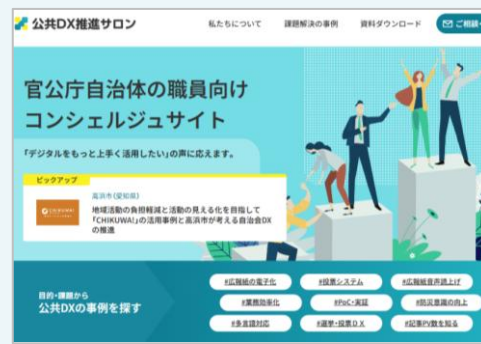 公共DX推進サロン
私たちについて
課題解決の事例
資料ダウンロード
ご相談
官公庁自治体の職員向け
コンシェルジュサイト
「デジタルをもっと上手く活用したい」の声に応えます。
ピックアップ
高浜市(愛知県)
地域活動の負担軽減と活動の見える化を目指して
「CHIKUWA!」の活用事例と高浜市が考える自治会DX
の推進
目的・課題から
公共DXの事例を探す
#広報紙の電子化
#投票システム
#広報紙音声読上げ
#業務効率化
#PoC・実証
#防災意識の向上
#多言語対応
#選挙・投票DX
#記事PV数を知る